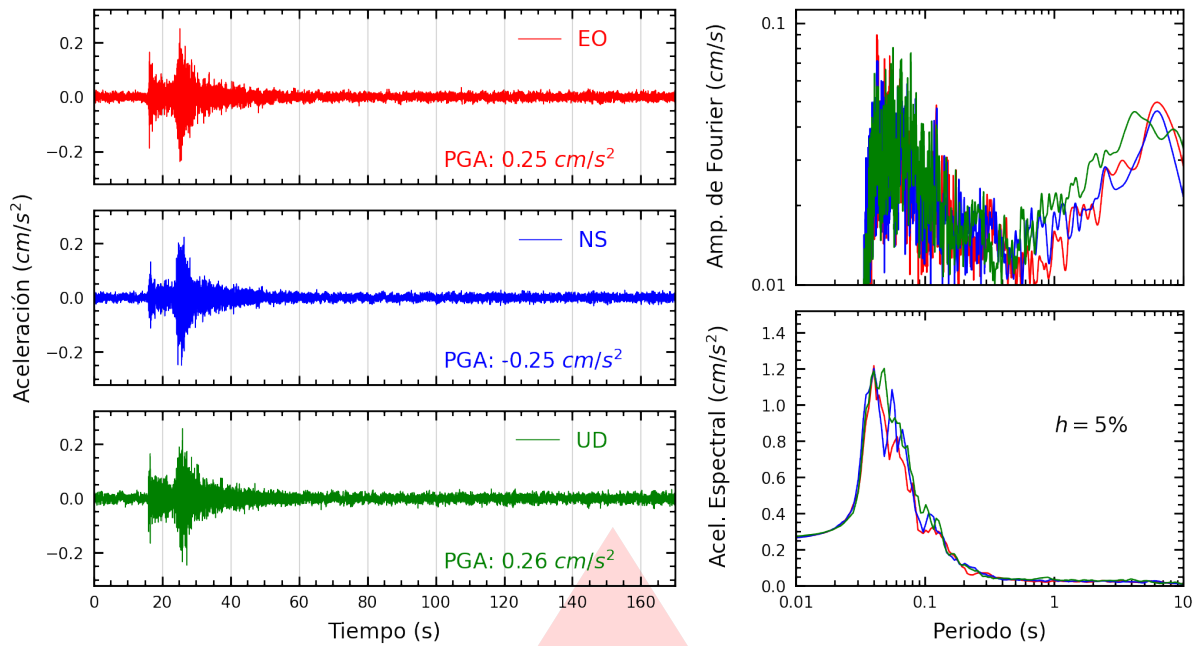 Aceleración (cm/s²)
0.2
0.0
−0.2
EO
PGA: 0.25 cm/s²
0.2
0.0
−0.2
NS
PGA: -0.25 cm/s²
0.2
0.0
−0.2
UD
PGA: 0.26 cm/s²
0 20 40 60 80 100 120 140 160
Tiempo (s)
Amp. de Fourier (cm/s)
0.1
0.01
Acel. Espectral (cm/s²)
1.4
1.2
1.0
0.8
0.6
0.4
0.2
0.0
h = 5%
0.01 0.1 1 10
Periodo (s)